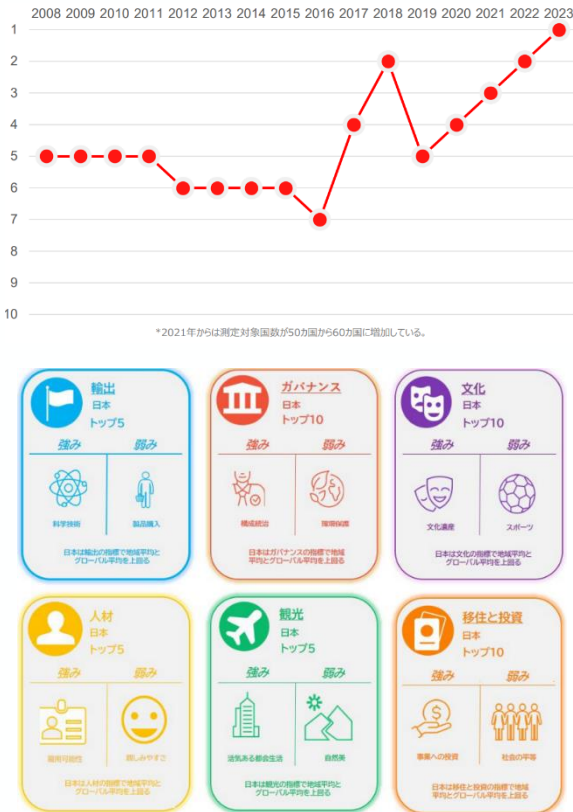 2008 2009 2010 2011 2012 2013 2014 2015 2016 2017 2018 2019 2020 2021 2022 2023
1
2
3
4
5
6
7
8
9
10
*2021年からは測定対象国数が50カ国から60カ国に増加している。
輸出
日本
トップ5
強み 弱み
科学技術 製品購入
日本は輸出の指標で地域平均と
グローバル平均を上回る
ガバナンス
日本
トップ10
強み 弱み
構成統治 環境保護
日本はガバナンスの指標で地域
平均とグローバル平均を上回る
文化
日本
トップ10
強み 弱み
文化遺産 スポーツ
日本は文化の指標で地域平均と
グローバル平均を上回る
人材
日本
トップ5
強み 弱み
雇用可能性 親しみやすさ
日本は人材の指標で地域平均と
グローバル平均を上回る
観光
日本
トップ5
強み 弱み
活気ある都会生活 自然美
日本は観光の指標で地域平均と
グローバル平均を上回る
移住と投資
日本
トップ10
強み 弱み
事業への投資 社会の平等
日本は移住と投資の指標で地域
平均とグローバル平均を上回る